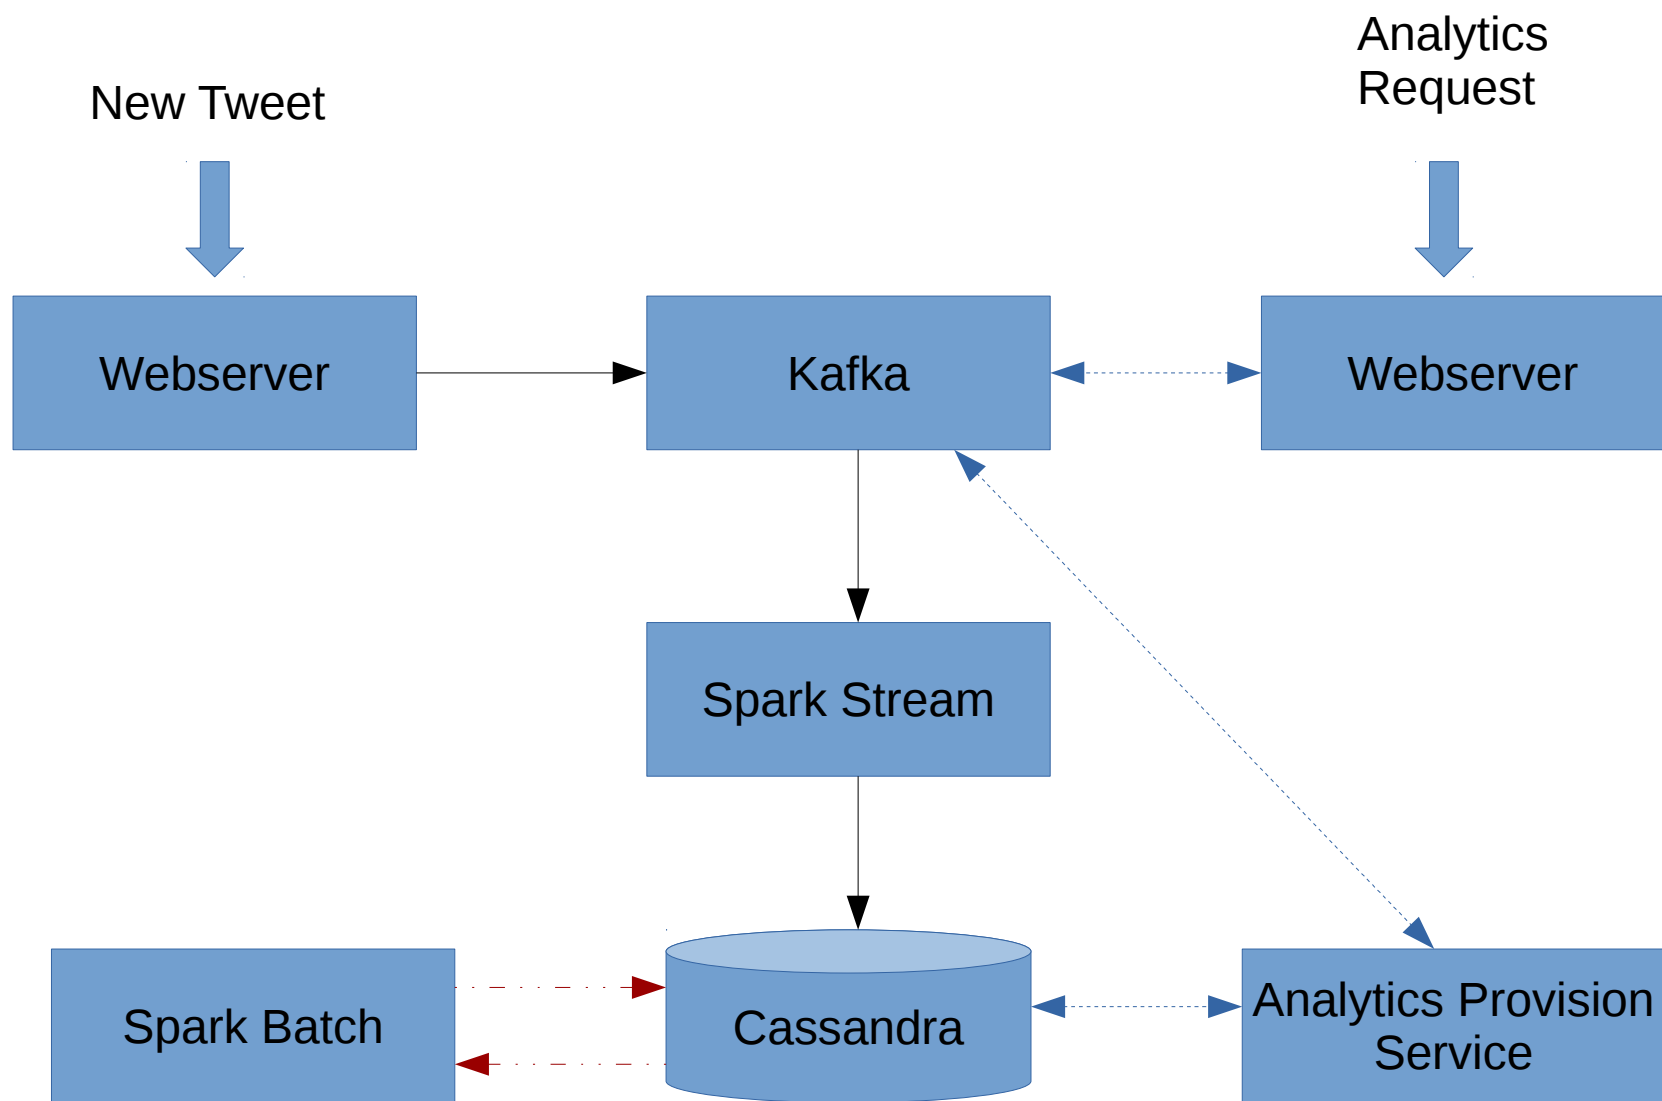 Analytics
Request
New Tweet
Webserver
Kafka
Webserver
Spark Stream
Spark Batch
Cassandra
Analytics Provision
Service